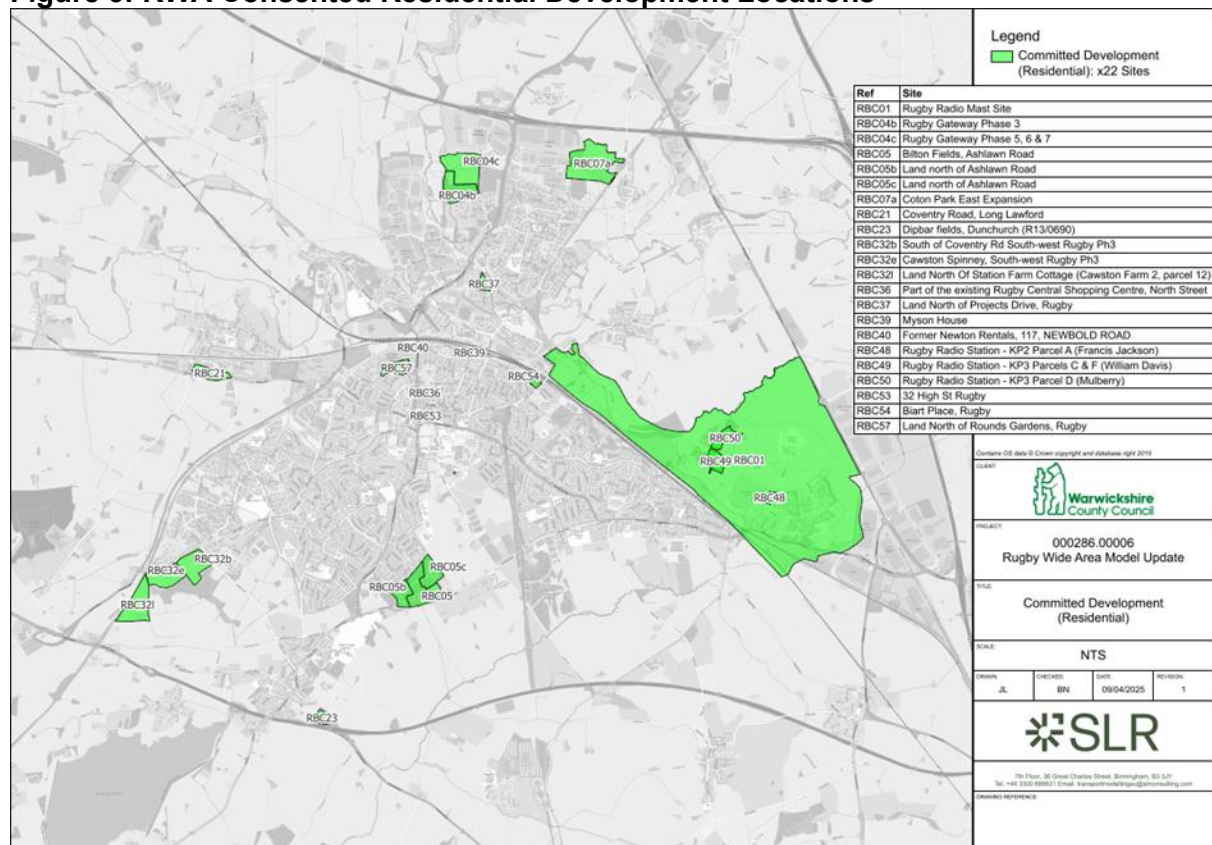 Figure 3: RWA Consented Residential Development Locations
Legend
Committed Development
(Residential): x22 Sites
Ref Site
RBC01 Rugby Radio Mast Site
RBC04b Rugby Gateway Phase 3
RBC04c Rugby Gateway Phase 5, 6 & 7
RBC05 Bilton Fields, Ashlawn Road
RBC05b Land north of Ashlawn Road
RBC05c Land north of Ashlawn Road
RBC07a Coton Park East Expansion
RBC21 Coventry Road, Long Lawford
RBC23 Dipbar fields, Dunchurch (R13/0690)
RBC32b South of Coventry Rd South-west Rugby Ph3
RBC32e Cawston Spinney, South-west Rugby Ph3
RBC32l Land North Of Station Farm Cottage (Cawston Farm 2, parcel 12)
RBC36 Part of the existing Rugby Central Shopping Centre, North Street
RBC37 Land North of Projects Drive, Rugby
RBC39 Myson House
RBC40 Former Newton Rentals, 117, NEWBOLD ROAD
RBC48 Rugby Radio Station - KP2 Parcel A (Francis Jackson)
RBC49 Rugby Radio Station - KP3 Parcels C & F (William Davis)
RBC50 Rugby Radio Station - KP3 Parcel D (Mulberry)
RBC53 32 High St Rugby
RBC54 Biart Place, Rugby
RBC57 Land North of Rounds Gardens, Rugby
RBC04c
RBC07a
RBC04b
RBC37
RBC40
RBC39
RBC57
RBC21
RBC54
RBC36
RBC53
RBC50
RBC49 RBC01
RBC48
RBC32b
RBC32e
RBC05c
RBC05b
RBC05
RBC32l
RBC23
Contains OS data © Crown copyright and database right 2019
CLIENT:
Warwickshire
County Council
PROJECT:
000286.00006
Rugby Wide Area Model Update
TITLE:
Committed Development
(Residential)
SCALE:
NTS
DRAWN: CHECKED: DATE: REVISION:
JL BN 09/04/2025 1
SLR
7th Floor, 36 Great Charles Street, Birmingham, B3 3JY
DRAWING REFERENCE: